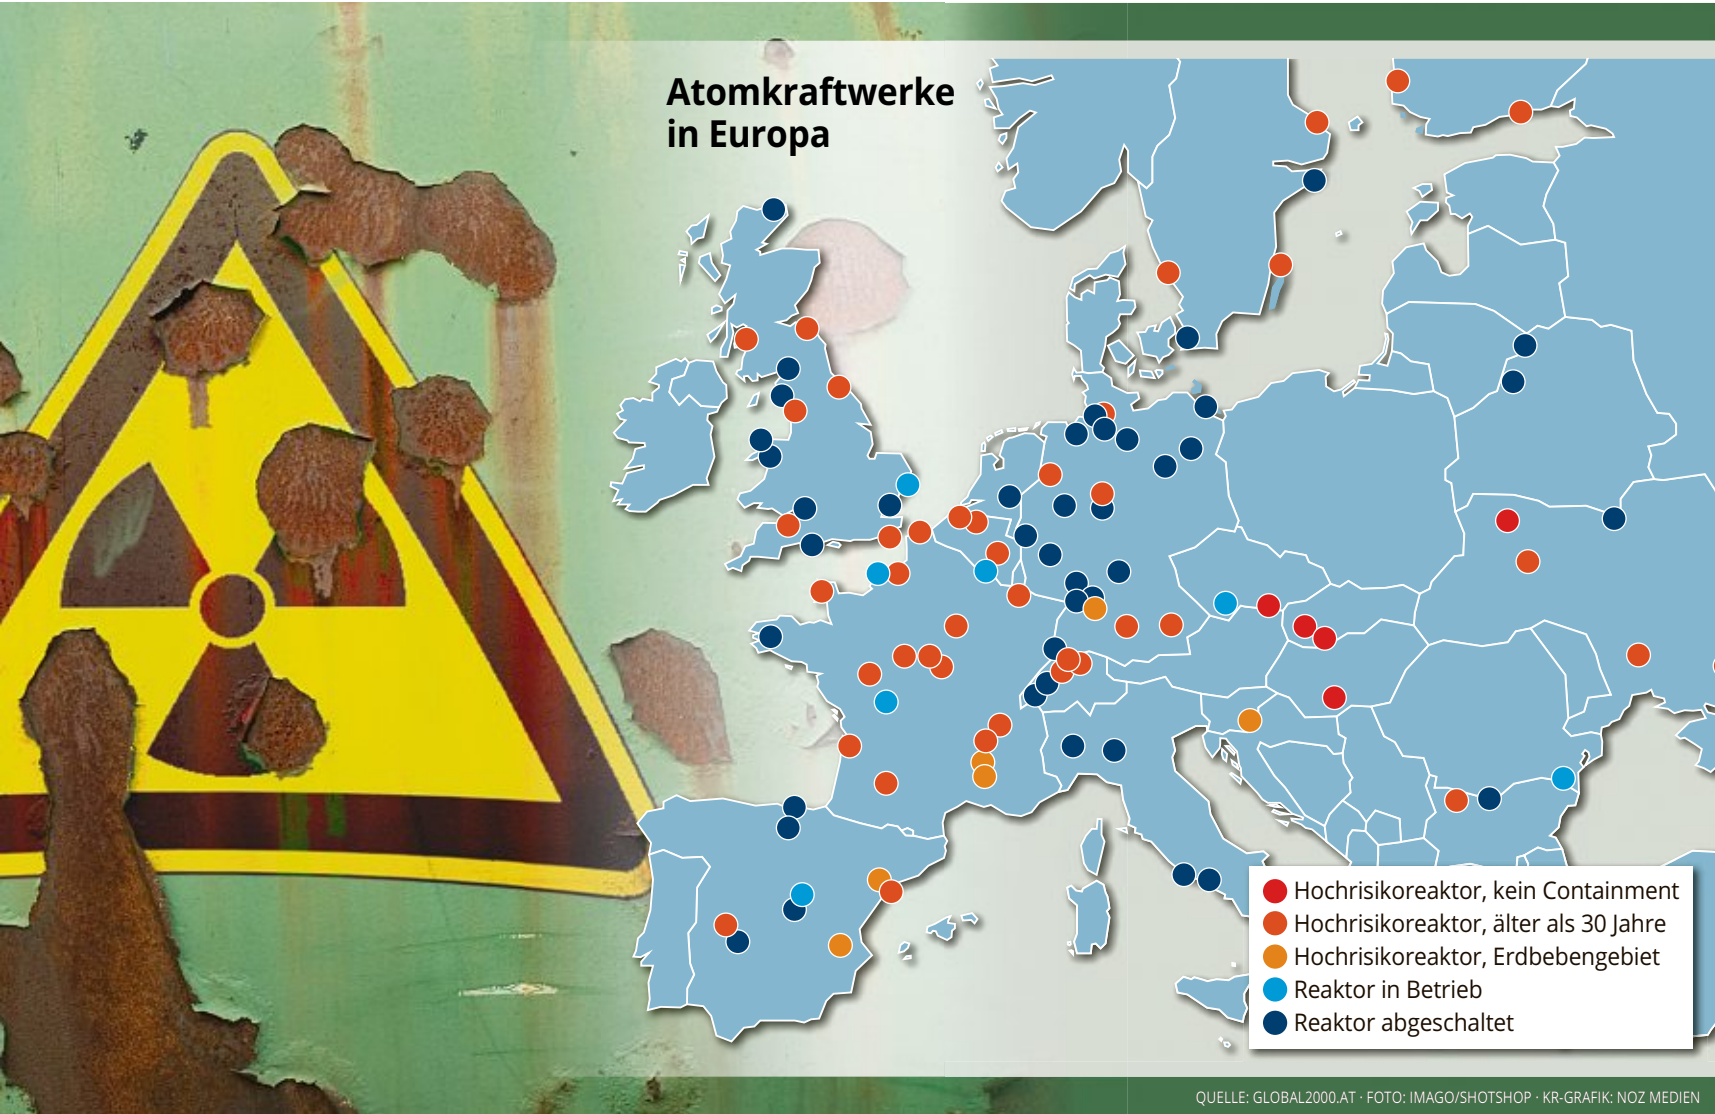 Atomkraftwerke
in Europa
Hochrisikoreaktor, kein Containment
Hochrisikoreaktor, älter als 30 Jahre
Hochrisikoreaktor, Erdbebengebiet
Reaktor in Betrieb
Reaktor abgeschaltet
QUELLE: GLOBAL2000.AT · FOTO: IMAGO/SHOTSHOP · KR-GRAFIK: NOZ MEDIEN